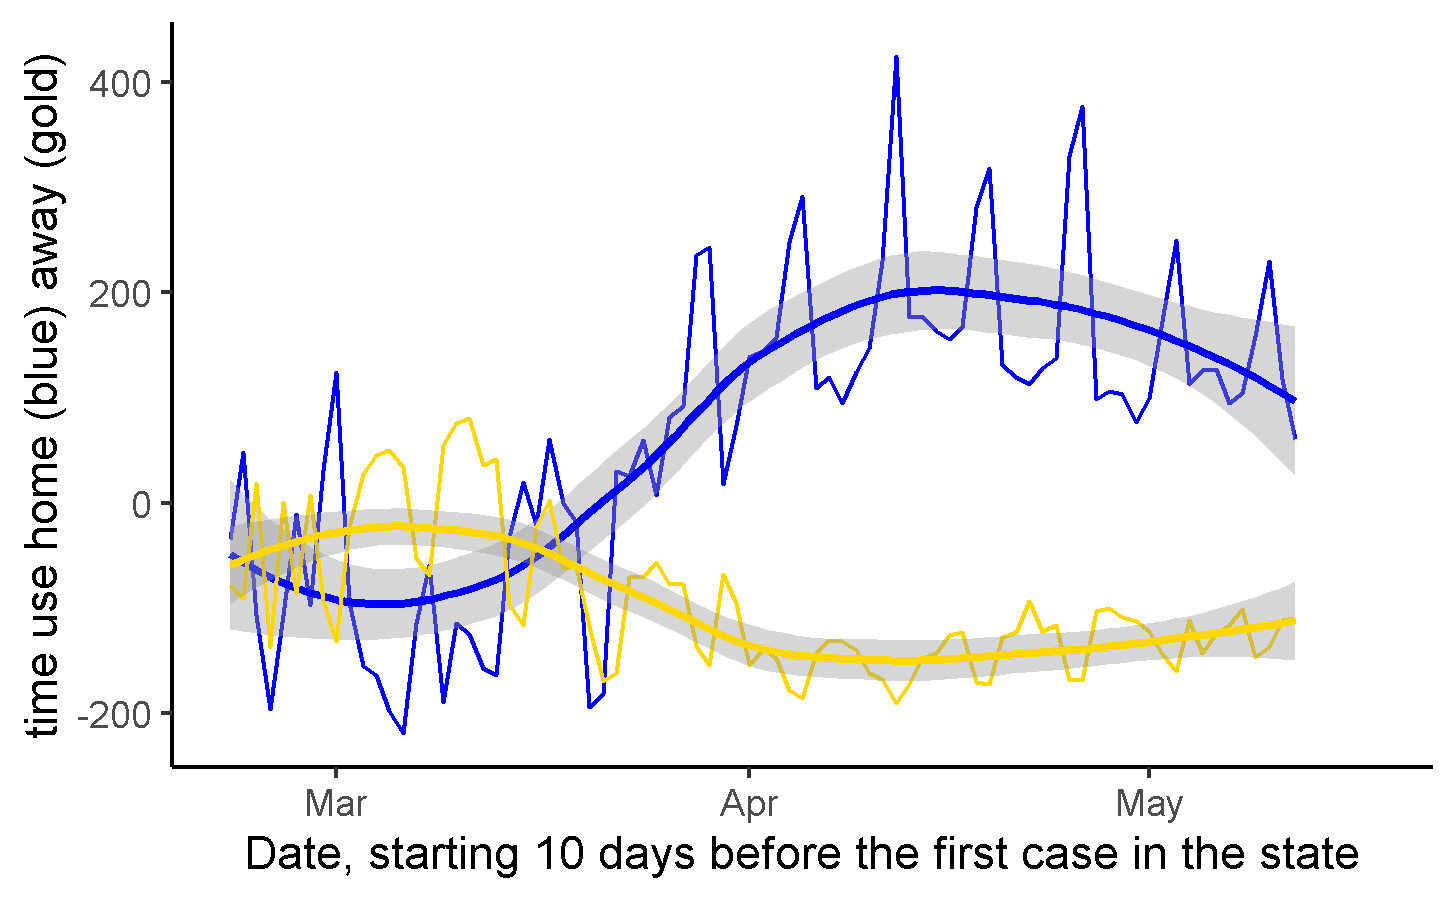 time use home (blue) away (gold)
400
200
0
-200
Mar Apr May
Date, starting 10 days before the first case in the state